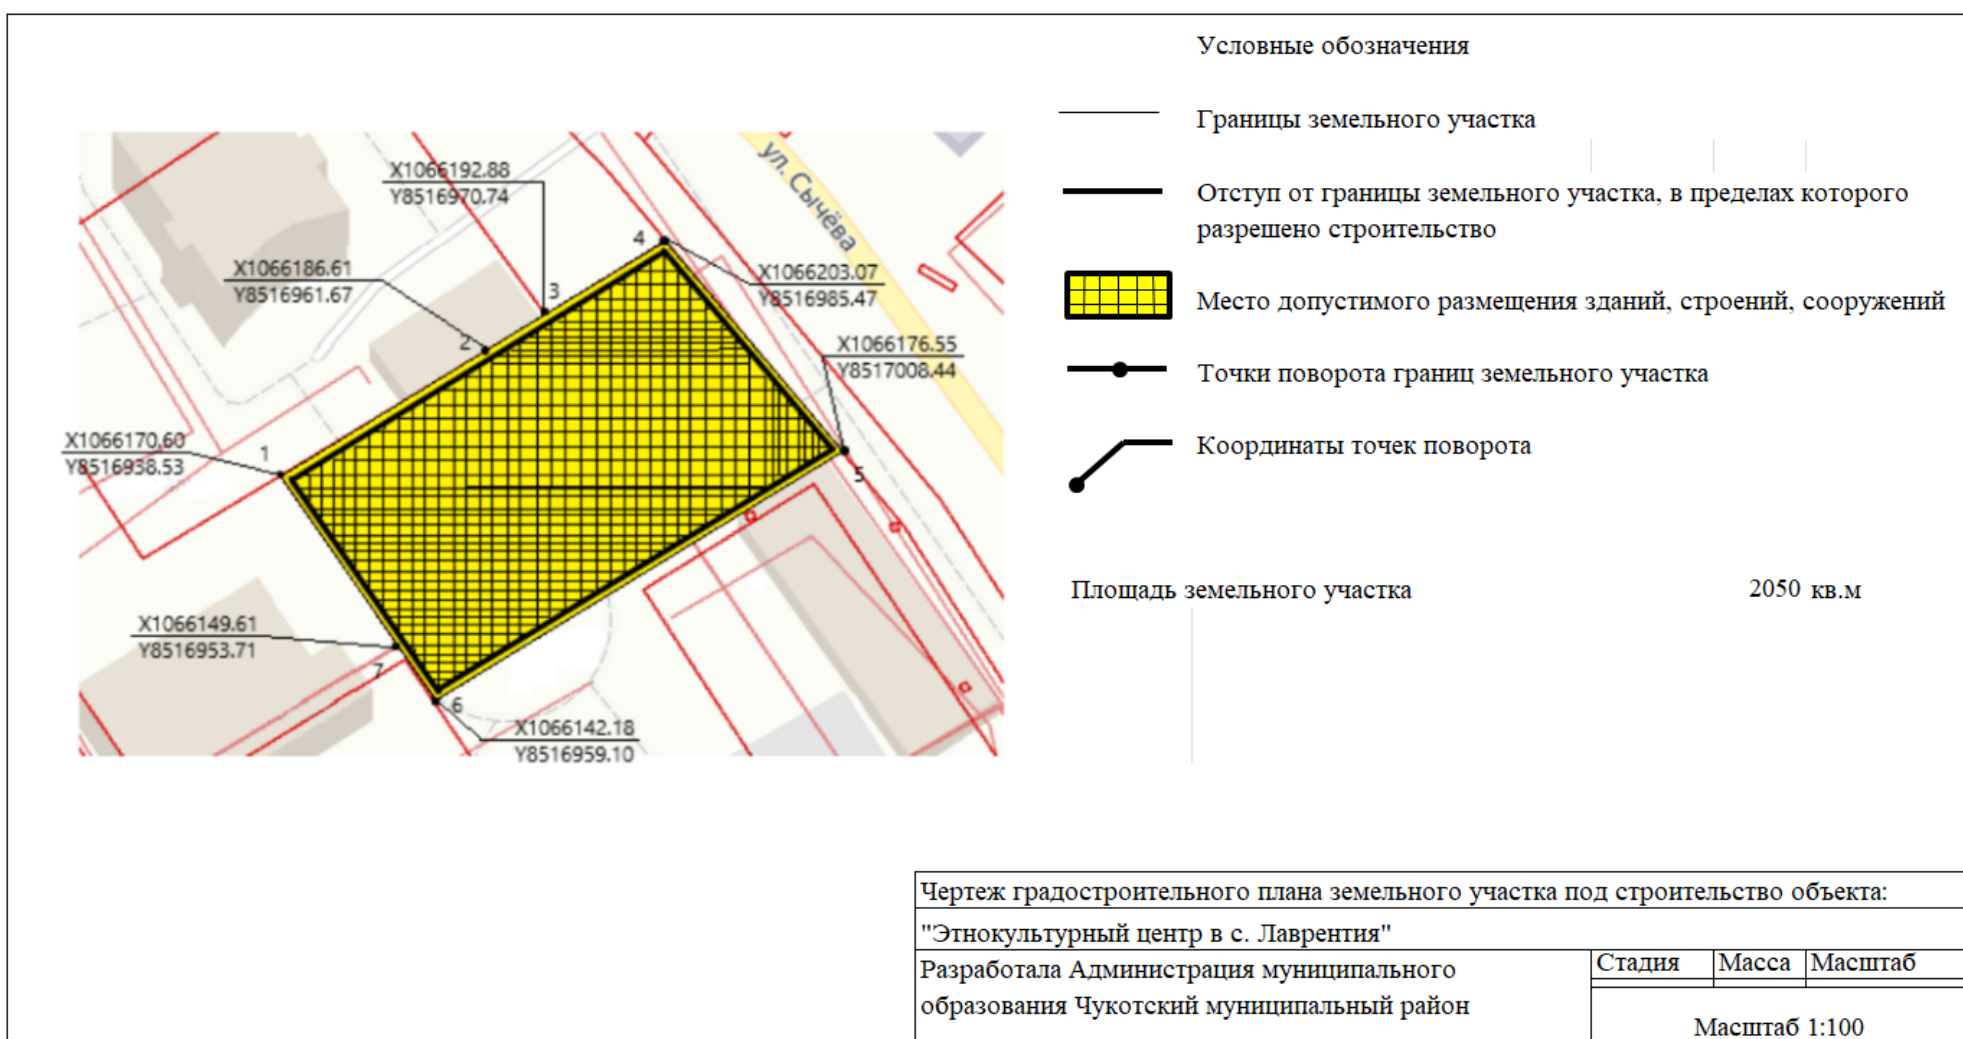 Условные обозначения
Границы земельного участка
Отступ от границы земельного участка, в пределах которого
разрешено строительство
Место допустимого размещения зданий, строений, сооружений
Точки поворота границ земельного участка
Координаты точек поворота
Площадь земельного участка 2050 кв.м
ул. Сычёва
X1066192.88
Y8516970.74
4
X1066186.61
Y8516961.67
3
X1066203.07
Y8516985.47
2
X1066176.55
Y8517008.44
X1066170.60
Y8516938.53
1
5
X1066149.61
Y8516953.71
7
6
X1066142.18
Y8516959.10
Чертеж градостроительного плана земельного участка под строительство объекта:
"Этнокультурный центр в с. Лаврентия"
Разработала Администрация муниципального
образования Чукотский муниципальный район
Стадия Масса Масштаб
Масштаб 1:100